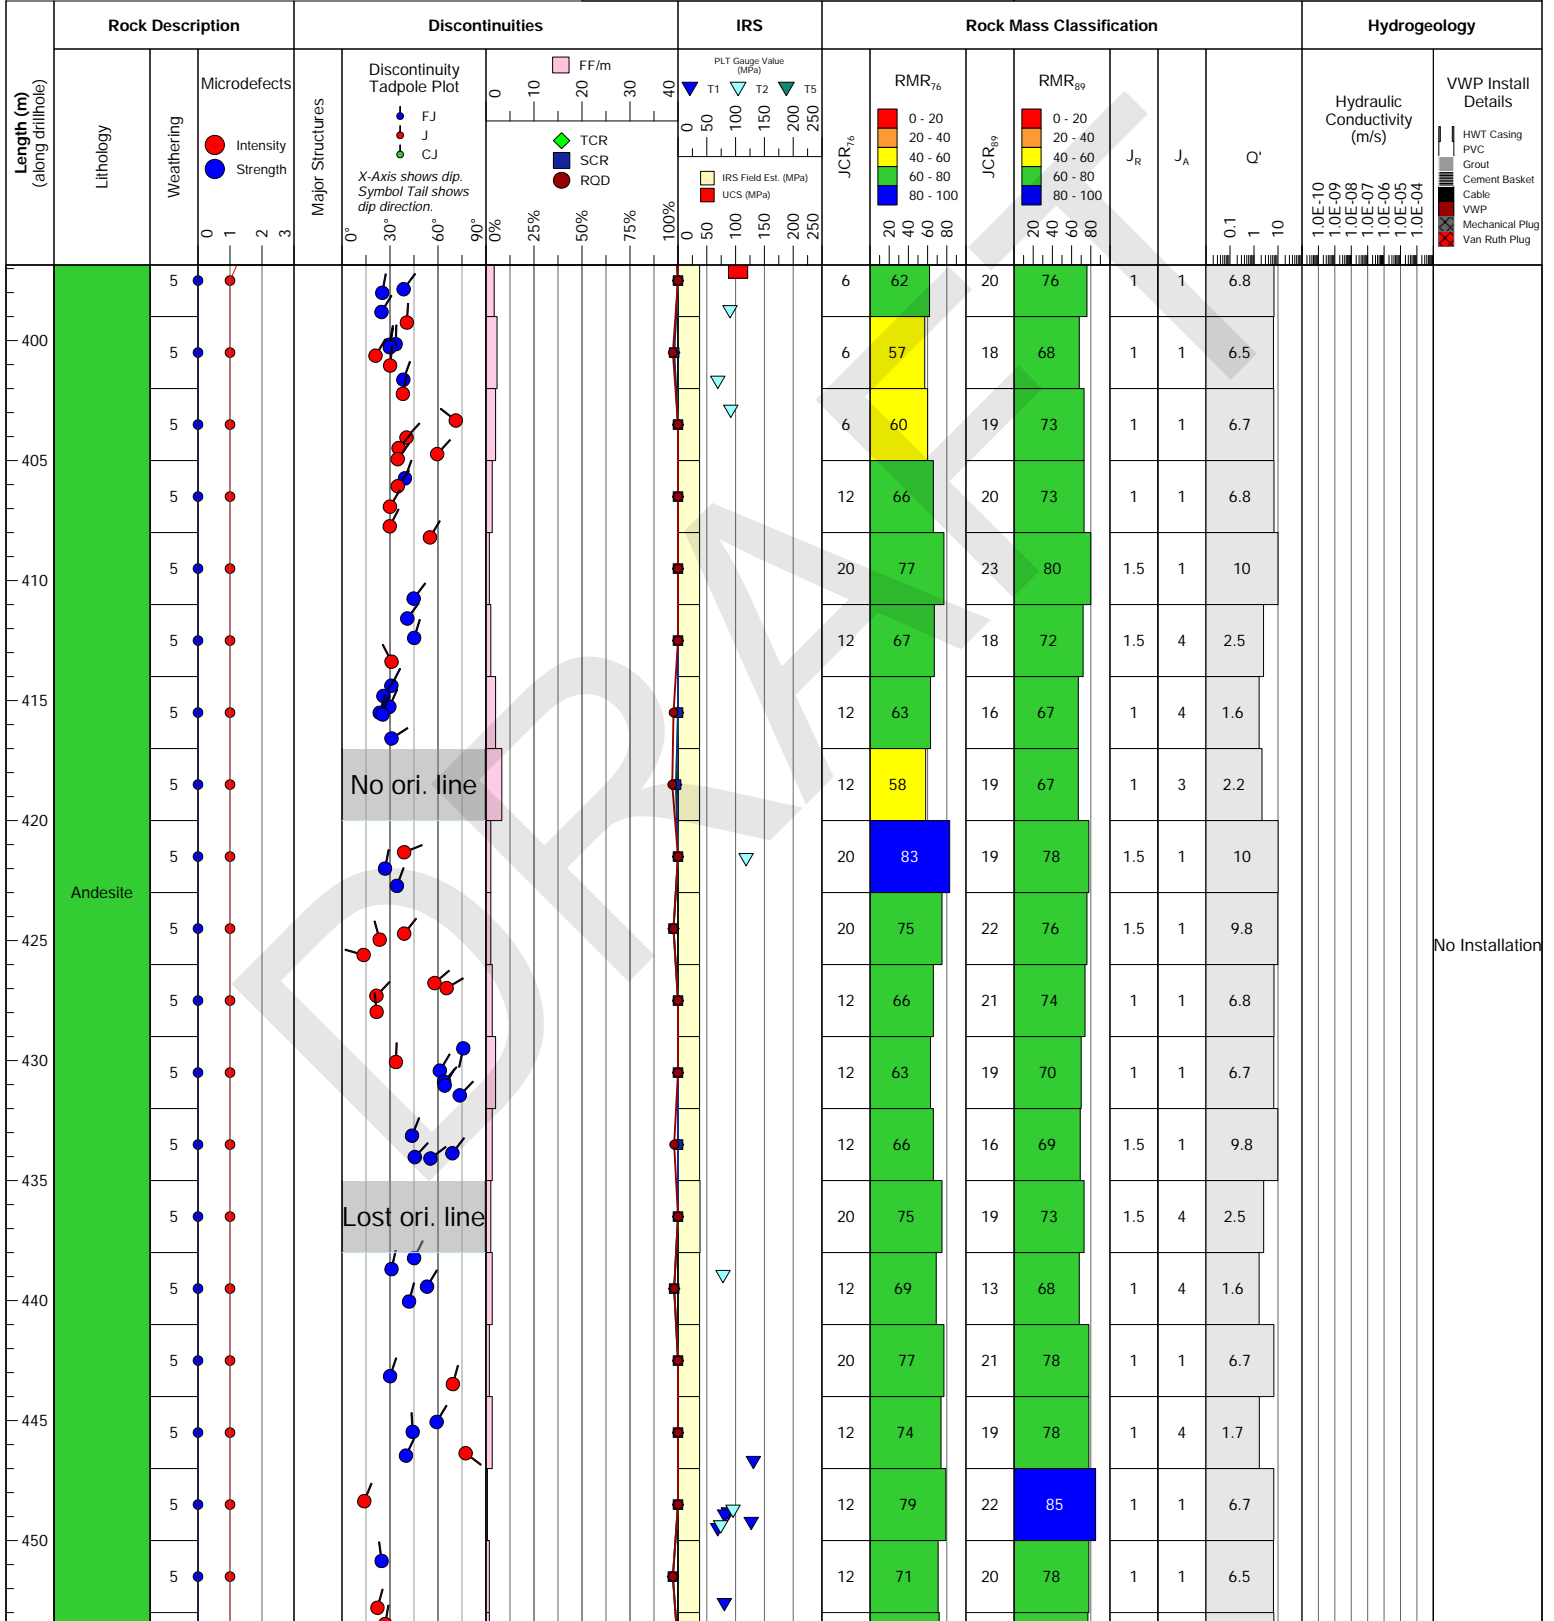 Rock Description
Discontinuities
IRS
Rock Mass Classification
Hydrogeology
Length (m)
(along drillhole)
Lithology
Weathering
Microdefects
Intensity
Strength
0 1 2 3
Major Structures
Discontinuity
Tadpole Plot
FJ
J
CJ
X-Axis shows dip.
Symbol Tail shows
dip direction.
0° 30° 60° 90°
FF/m
0 10 20 30 40
TCR
SCR
RQD
0% 25% 50% 75% 100%
PLT Gauge Value
(MPa)
T1 T2 T5
0 50 100 150 200 250
IRS Field Est. (MPa)
UCS (MPa)
0 50 100 150 200 250
JCR76
RMR76
0 - 20
20 - 40
40 - 60
60 - 80
80 - 100
20 40 60 80
JCR89
RMR89
0 - 20
20 - 40
40 - 60
60 - 80
80 - 100
20 40 60 80
JR
JA
Q'
0.1 1 10
Hydraulic
Conductivity
(m/s)
1.0E-10 1.0E-09 1.0E-08 1.0E-07 1.0E-06 1.0E-05 1.0E-04
VWP Install
Details
HWT Casing
PVC
Grout
Cement Basket
Cable
VWP
Mechanical Plug
Van Ruth Plug
5 6 62 20 76 1 1 6.8
400
5 6 57 18 68 1 1 6.5
5 6 60 19 73 1 1 6.7
405
5 12 66 20 73 1 1 6.8
5 20 77 23 80 1.5 1 10
410
5 12 67 18 72 1.5 4 2.5
5 12 63 16 67 1 4 1.6
415
No ori. line
5 12 58 19 67 1 3 2.2
420
5 20 83 19 78 1.5 1 10
Andesite
5 20 75 22 76 1.5 1 9.8
425
No Installation
5 12 66 21 74 1 1 6.8
430
5 12 63 19 70 1 1 6.7
5 12 66 16 69 1.5 1 9.8
435
Lost ori. line
5 20 75 19 73 1.5 4 2.5
5 12 69 13 68 1 4 1.6
440
5 20 77 21 78 1 1 6.7
445
5 12 74 19 78 1 4 1.7
5 12 79 22 85 1 1 6.7
450
5 12 71 20 78 1 1 6.5
DRAFT